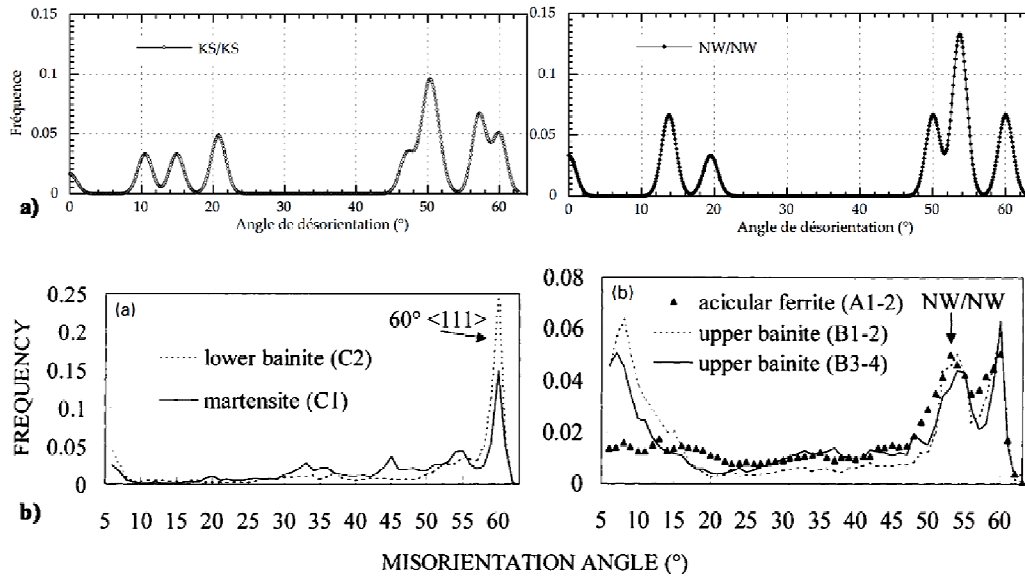 0.15
KS/KS
0.1
Fréquence
0.05
0
0 10 20 30 40 50 60
Angle de désorientation (°)
a)
0.15
NW/NW
0.1
0.05
0
0 10 20 30 40 50 60
Angle de désorientation (°)
(a)
0.25
0.2
0.15
0.1
0.05
0
FREQUENCY
60° <111>
lower bainite (C2)
martensite (C1)
5 10 15 20 25 30 35 40 45 50 55 60
b)
(b)
0.08
0.06
0.04
0.02
0
acicular ferrite (A1-2)
NW/NW
upper bainite (B1-2)
upper bainite (B3-4)
5 10 15 20 25 30 35 40 45 50 55 60
MISORIENTATION ANGLE (°)